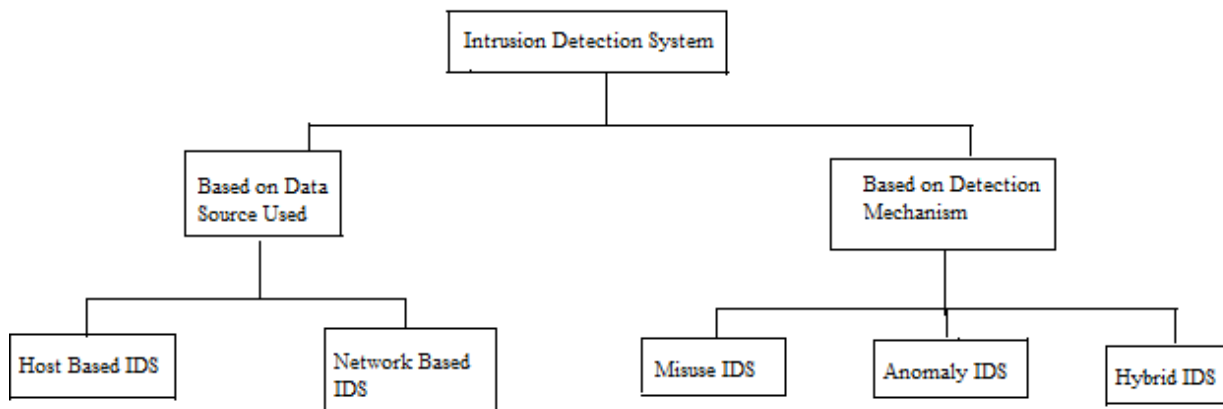 Intrusion Detection System
Based on Data
Source Used
Based on Detection
Mechanism
Host Based IDS
Network Based
IDS
Misuse IDS
Anomaly IDS
Hybrid IDS